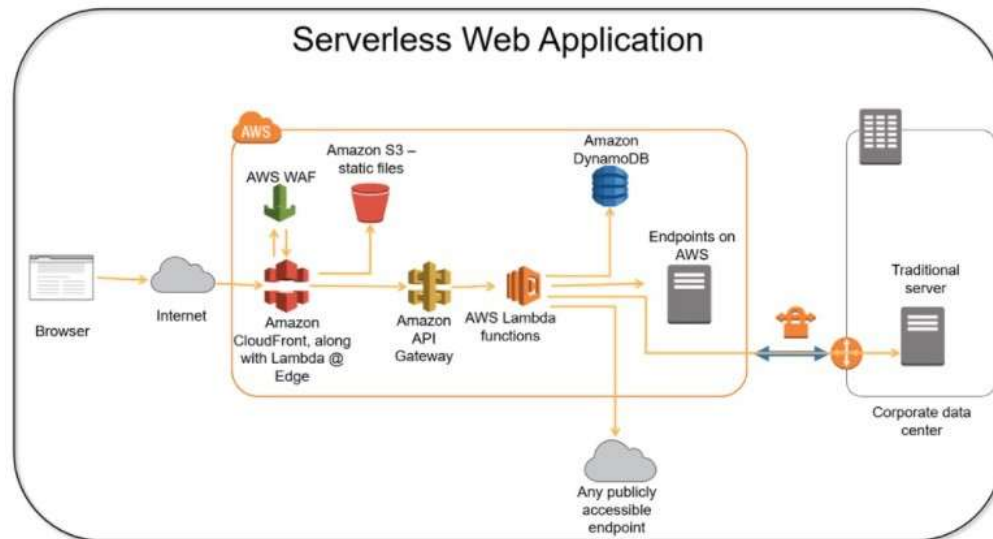 Serverless Web Application
AWS
Amazon S3 –
static files
AWS WAF
Amazon
DynamoDB
Endpoints on
AWS
Traditional
server
Browser
Internet
Amazon
CloudFront, along
with Lambda @
Edge
Amazon
API
Gateway
AWS Lambda
functions
Corporate data
center
Any publicly
accessible
endpoint